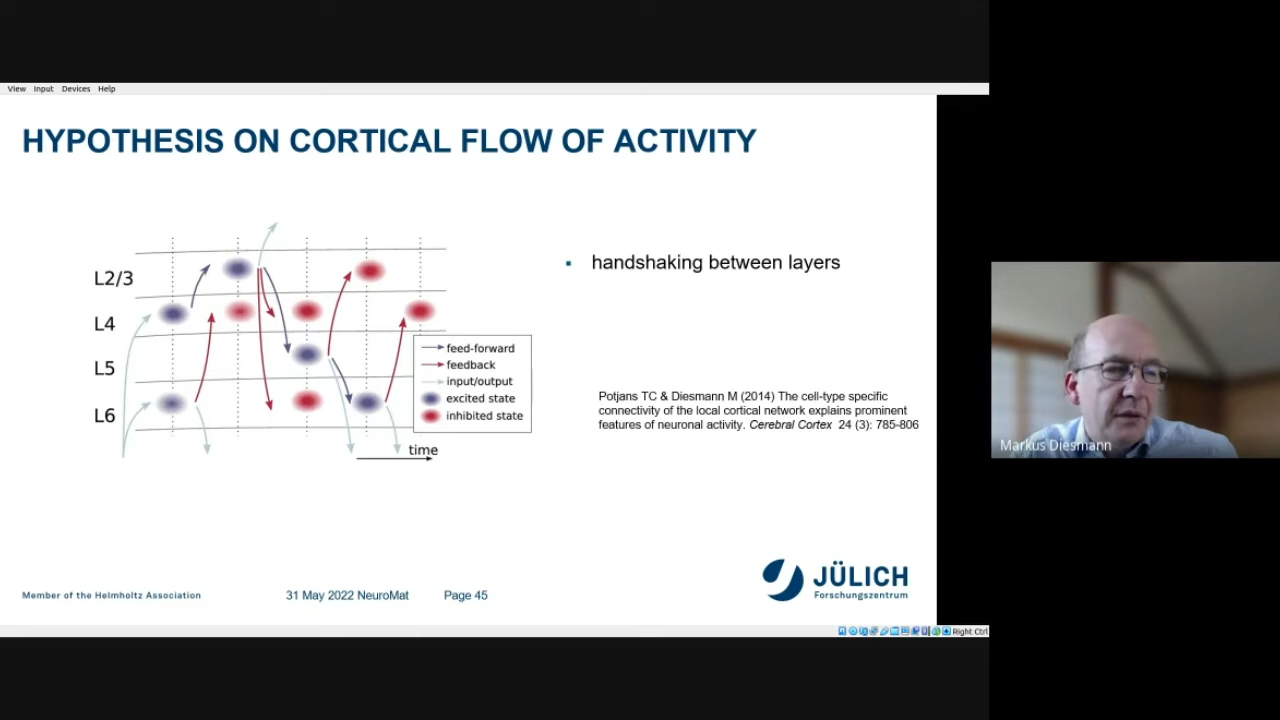 View Input Devices Help
HYPOTHESIS ON CORTICAL FLOW OF ACTIVITY
L2/3
L4
L5
L6
feed-forward
feedback
input/output
excited state
inhibited state
time
▪ handshaking between layers
Potjans TC & Diesmann M (2014) The cell-type specific
connectivity of the local cortical network explains prominent
features of neuronal activity. Cerebral Cortex 24 (3): 785-806
Markus Diesmann
JÜLICH
Forschungszentrum
Member of the Helmholtz Association
31 May 2022 NeuroMat
Page 45
Right Ctrl